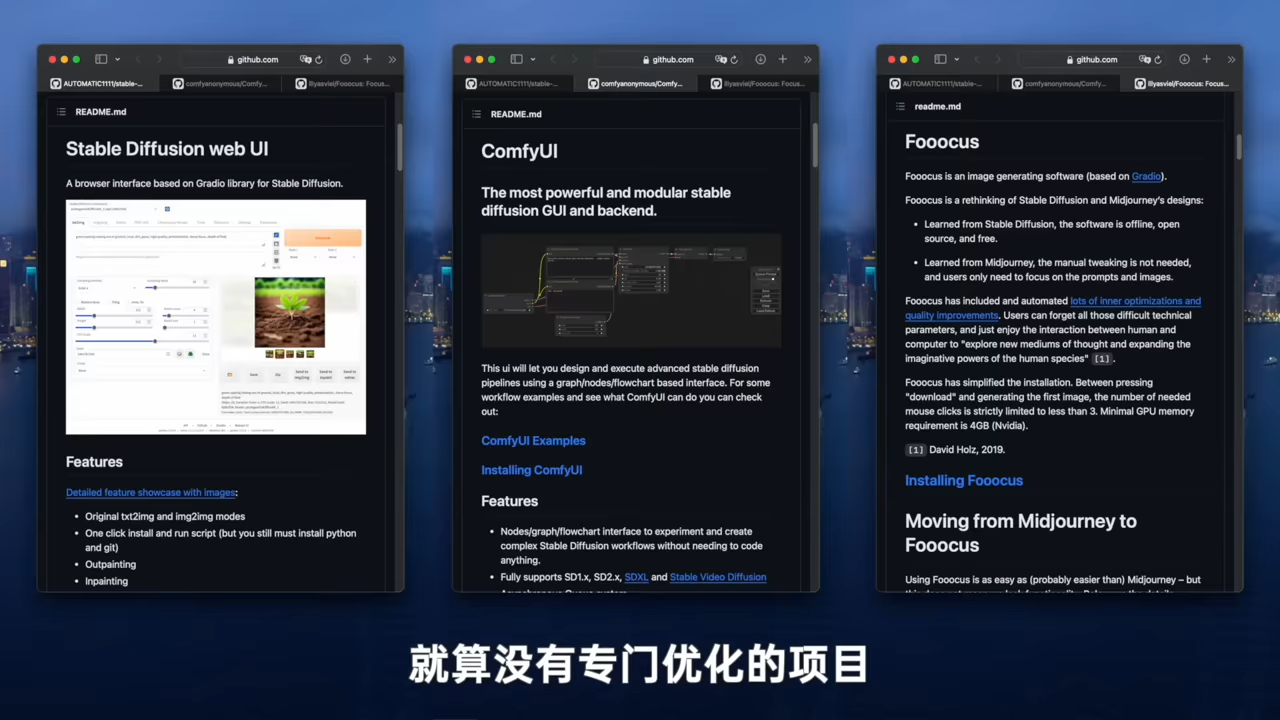 github.com
AUTOMATIC1111/stable-...
comfyanonymous/Comfy...
lllyasviel/Fooocus: Focus...
README.md
Stable Diffusion web UI
A browser interface based on Gradio library for Stable Diffusion.
Features
Detailed feature showcase with images:
• Original txt2img and img2img modes
• One click install and run script (but you still must install python
and git)
• Outpainting
• Inpainting
github.com
AUTOMATIC1111/stable-...
comfyanonymous/Comfy...
lllyasviel/Fooocus: Focus...
README.md
ComfyUI
The most powerful and modular stable
diffusion GUI and backend.
This ui will let you design and execute advanced stable diffusion
pipelines using a graph/nodes/flowchart based interface. For some
workflow examples and see what ComfyUI can do you can check
out:
ComfyUI Examples
Installing ComfyUI
Features
• Nodes/graph/flowchart interface to experiment and create
complex Stable Diffusion workflows without needing to code
anything.
• Fully supports SD1.x, SD2.x, SDXL and Stable Video Diffusion
github.com
AUTOMATIC1111/stable-...
comfyanonymous/Comfy...
lllyasviel/Fooocus: Focus...
readme.md
Fooocus
Fooocus is an image generating software (based on Gradio).
Fooocus is a rethinking of Stable Diffusion and Midjourney's designs:
• Learned from Stable Diffusion, the software is offline, open
source, and free.
• Learned from Midjourney, the manual tweaking is not needed,
and users only need to focus on the prompts and images.
Fooocus has included and automated lots of inner optimizations and
quality improvements. Users can forget all those difficult technical
parameters, and just enjoy the interaction between human and
computer to "explore new mediums of thought and expanding the
imaginative powers of the human species" [1].
Fooocus has simplified the installation. Between pressing
"download" and generating the first image, the number of needed
mouse clicks is strictly limited to less than 3. Minimal GPU memory
requirement is 4GB (Nvidia).
[1] David Holz, 2019.
Installing Fooocus
Moving from Midjourney to
Fooocus
Using Fooocus is as easy as (probably easier than) Midjourney – but
就算没有专门优化的项目